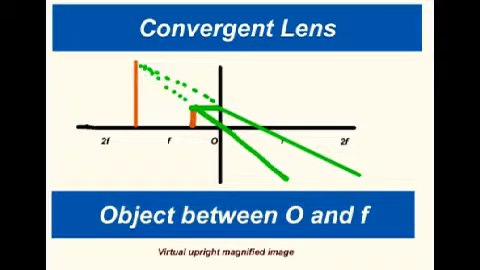 Convergent Lens
2f f O f 2f
Object between O and f
Virtual upright magnified image